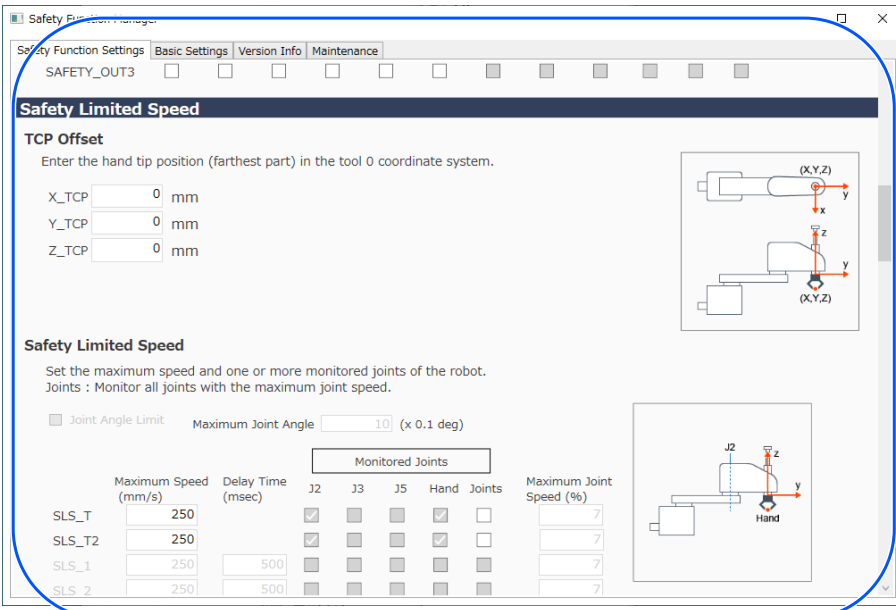 Safety Function Manager
Safety Function Settings Basic Settings Version Info Maintenance
SAFETY_OUT3
Safety Limited Speed
TCP Offset
Enter the hand tip position (farthest part) in the tool 0 coordinate system.
X_TCP 0 mm
Y_TCP 0 mm
Z_TCP 0 mm
(X,Y,Z)
y
x
z
y
(X,Y,Z)
Safety Limited Speed
Set the maximum speed and one or more monitored joints of the robot.
Joints : Monitor all joints with the maximum joint speed.
Joint Angle Limit Maximum Joint Angle 10 (x 0.1 deg)
Monitored Joints
Maximum Speed (mm/s) Delay Time (msec) J2 J3 J5 Hand Joints Maximum Joint Speed (%)
SLS_T 250 7
SLS_T2 250 7
SLS_1 250 500 7
SLS_2 250 500 7
J2
z
y
Hand